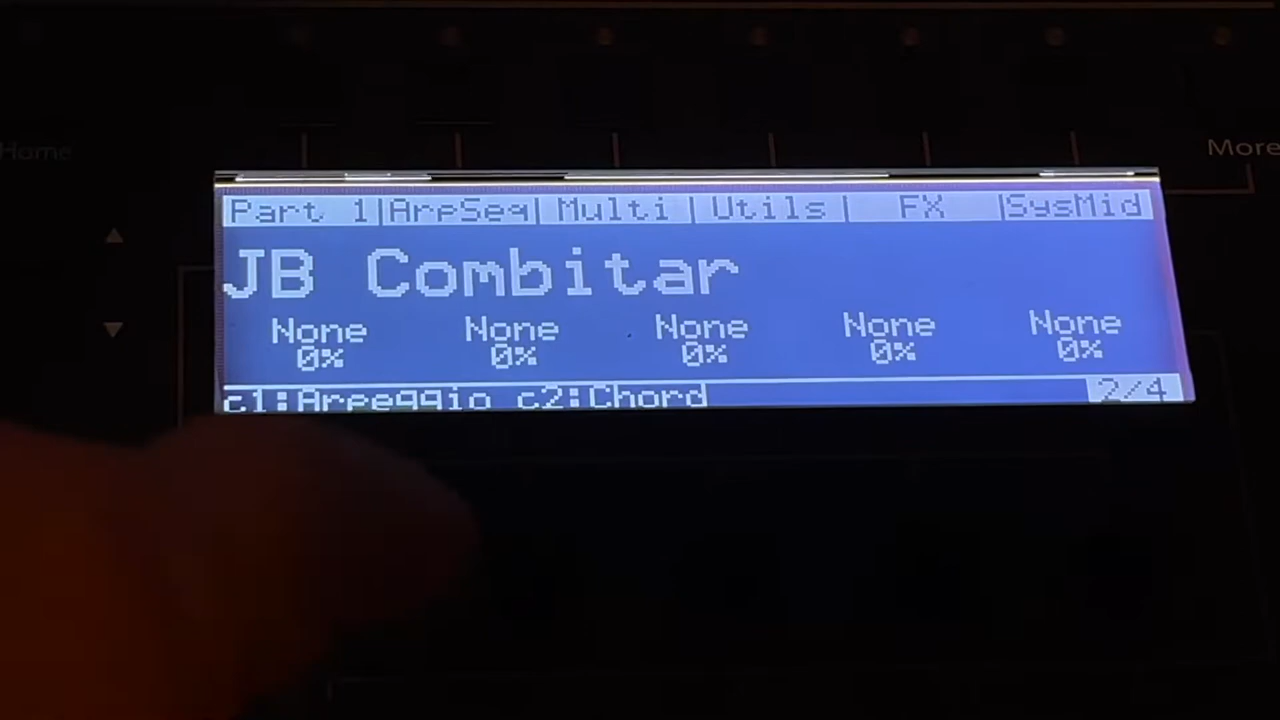 Home
More
Part 1|ArpSeq| Multi | Utils | FX |SysMid
JB Combitar
None None None None None
0% 0% 0% 0% 0%
c1:Arpeggio c2:Chord 2/4